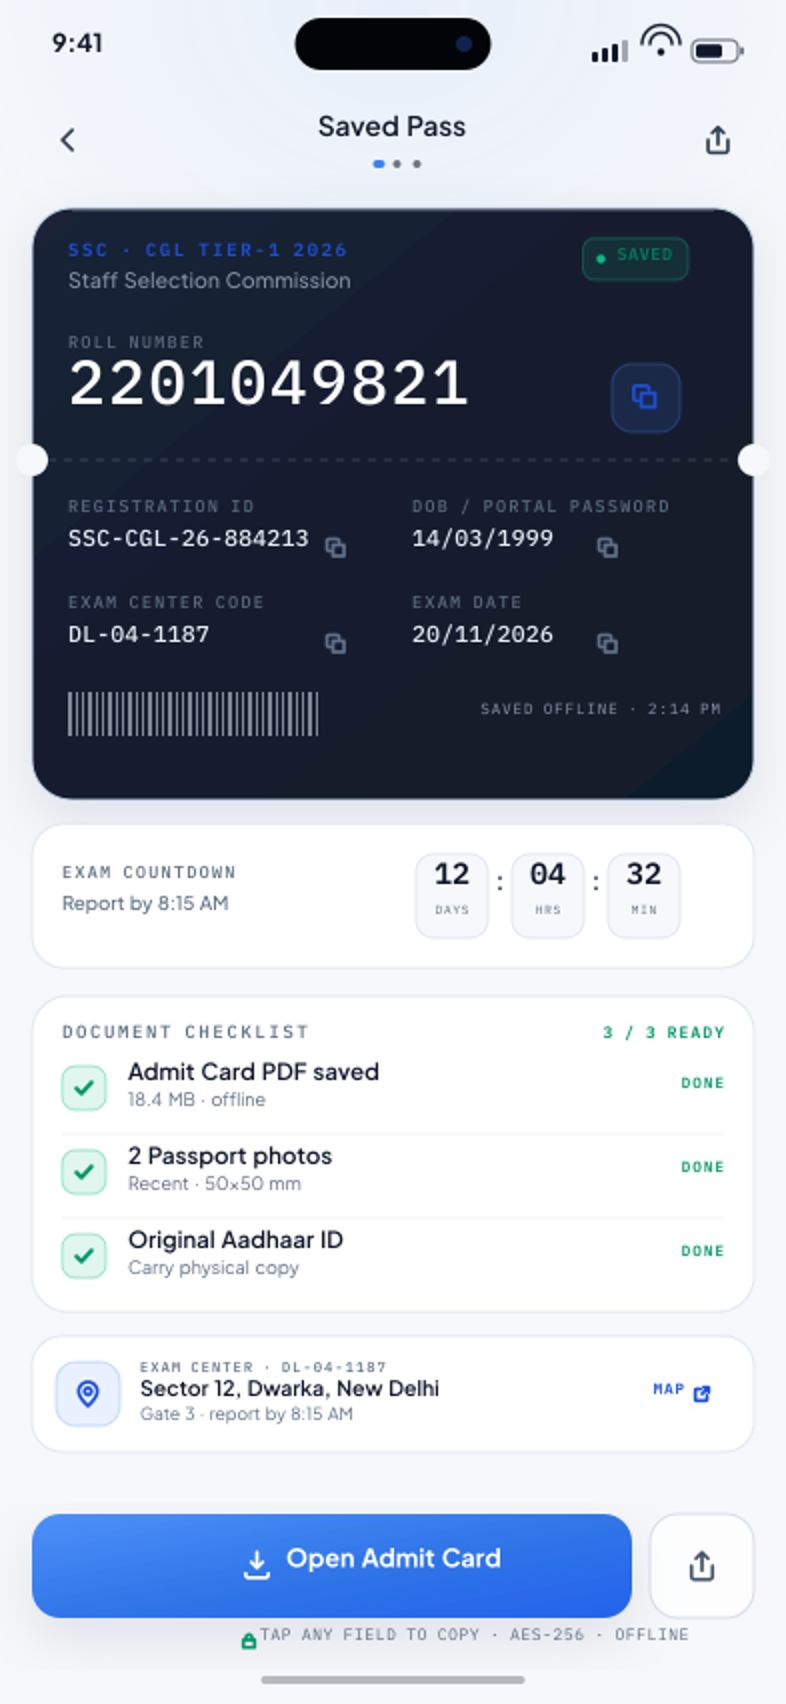 9:41
Saved Pass
SSC · CGL TIER-1 2026
SAVED
Staff Selection Commission
ROLL NUMBER
2201049821
REGISTRATION ID
DOB / PORTAL PASSWORD
SSC-CGL-26-884213
14/03/1999
EXAM CENTER CODE
EXAM DATE
DL-04-1187
20/11/2026
SAVED OFFLINE · 2:14 PM
EXAM COUNTDOWN
Report by 8:15 AM
12 : 04 : 32
DAYS HRS MIN
DOCUMENT CHECKLIST
3 / 3 READY
Admit Card PDF saved
18.4 MB · offline
DONE
2 Passport photos
Recent · 50×50 mm
DONE
Original Aadhaar ID
Carry physical copy
DONE
EXAM CENTER · DL-04-1187
Sector 12, Dwarka, New Delhi
Gate 3 · report by 8:15 AM
MAP
Open Admit Card
TAP ANY FIELD TO COPY · AES-256 · OFFLINE